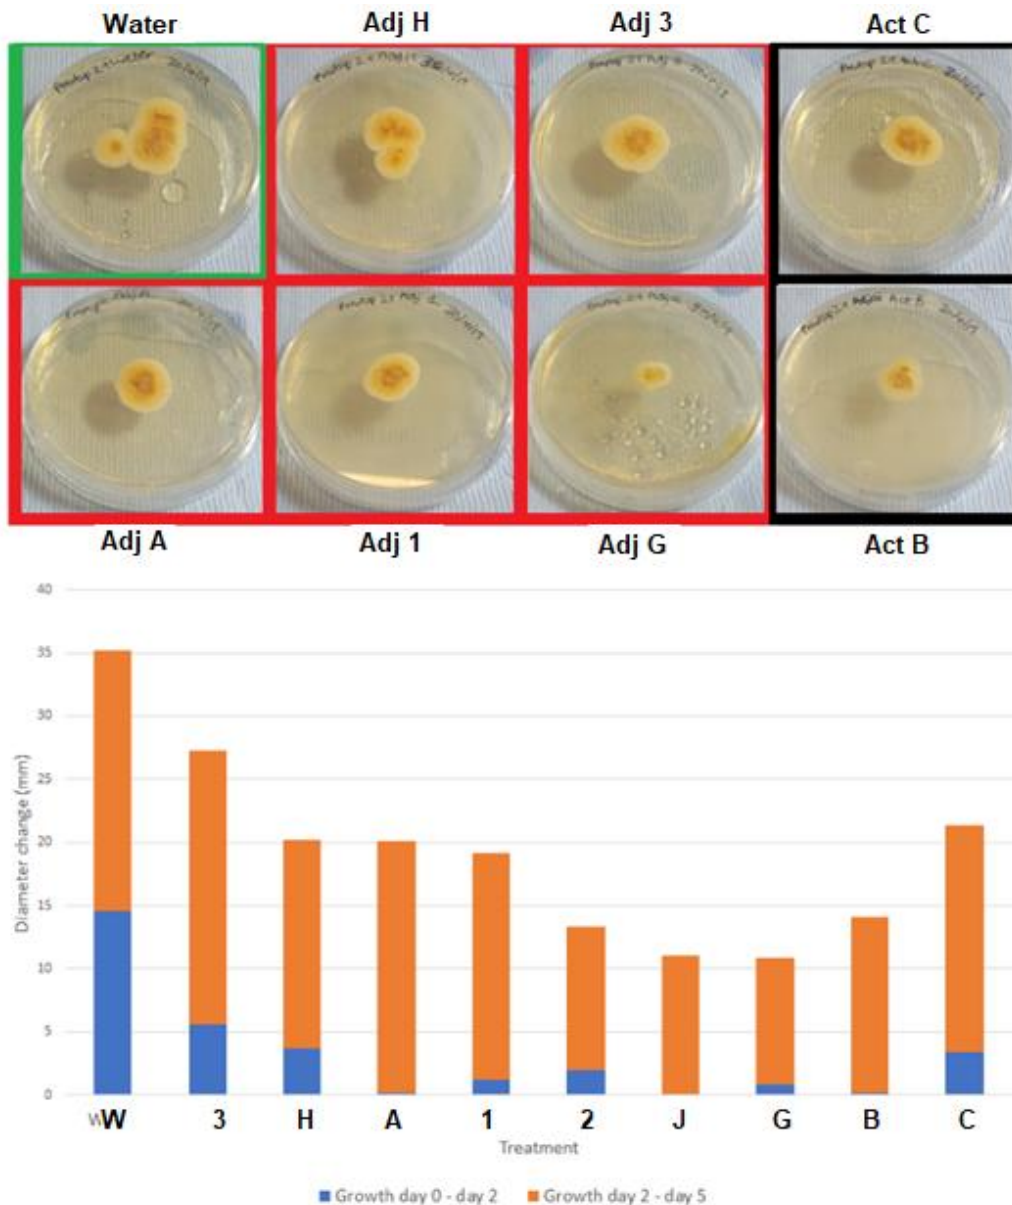 Water Adj H Adj 3 Act C
Adj A Adj 1 Adj G Act B
40
35
30
25
20
15
10
5
0
Diameter change (mm)
W 3 H A 1 2 J G B C
Treatment
Growth day 0 - day 2 Growth day 2 - day 5